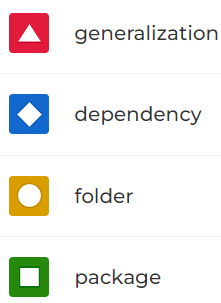 generalization
dependency
folder
package